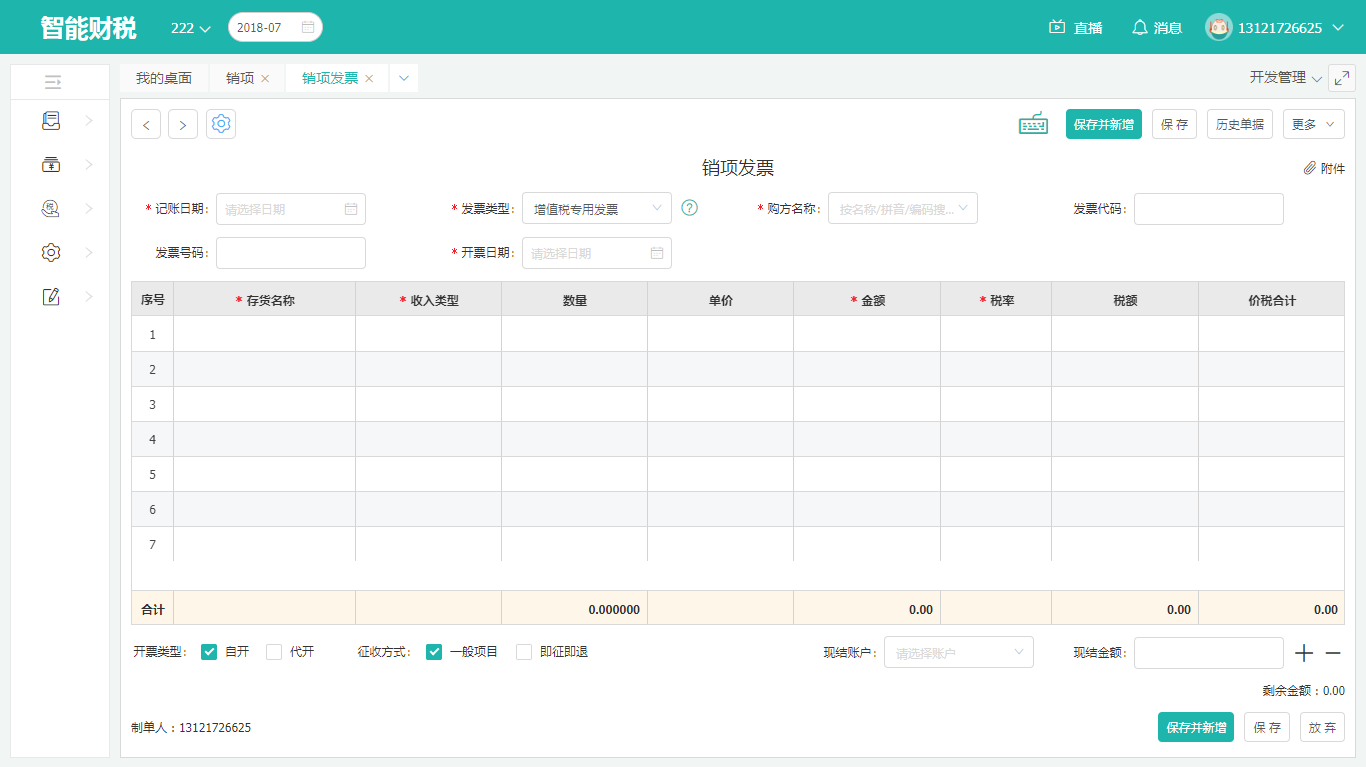 智能财税 222 2018-07 直播 消息 13121726625
我的桌面 销项 销项发票 开发管理
保存并新增 保存 历史单据 更多
销项发票 附件
* 记账日期: 请选择日期 * 发票类型: 增值税专用发票 ? * 购方名称: 按名称/拼音/编码搜... 发票代码:
发票号码: * 开票日期: 请选择日期
序号 * 存货名称 * 收入类型 数量 单价 * 金额 * 税率 税额 价税合计
1
2
3
4
5
6
7
合计 0.000000 0.00 0.00 0.00
开票类型: 自开 代开 征收方式: 一般项目 即征即退 现结账户: 请选择账户 现结金额:
剩余金额：0.00
制单人：13121726625 保存并新增 保存 放弃